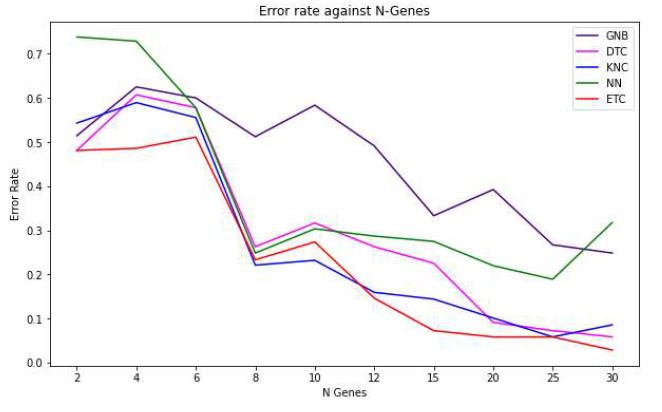 Error rate against N-Genes
GNB
DTC
KNC
NN
ETC
0.7
0.6
0.5
0.4
0.3
0.2
0.1
0.0
Error Rate
2 4 6 8 10 12 15 20 25 30
N Genes